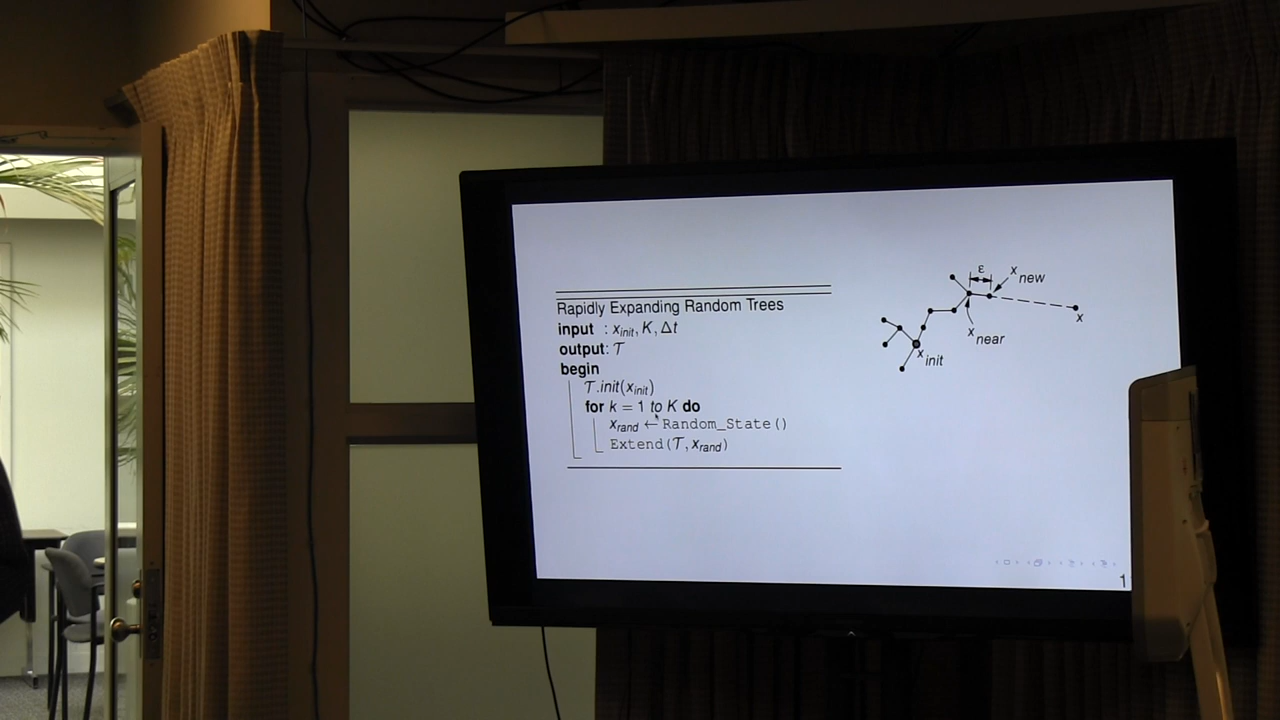 Rapidly Expanding Random Trees
input : x_init, K, Δt
output: T
begin
T.init(x_init)
for k = 1 to K do
x_rand ← Random_State()
Extend(T, x_rand)
ε
x_new
x
x_near
x_init
1